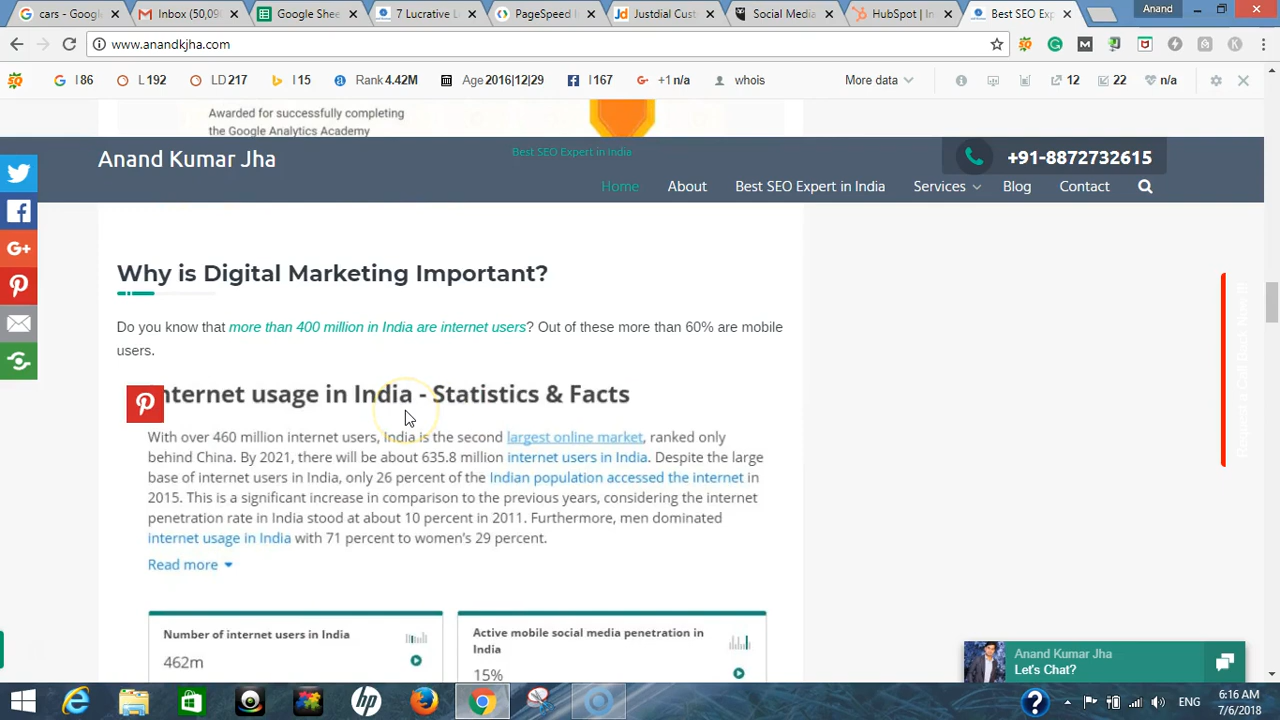 cars - Goog
Inbox (50,09
Google Shee
7 Lucrative L
PageSpeed I
Justdial Cust
Social Media
HubSpot | In
Best SEO Exp
Anand
www.anandkjha.com
I 86
L 192
LD 217
I 15
Rank 4.42M
Age 2016|12|29
I 167
+1 n/a
whois
More data
12
22
n/a
Awarded for successfully completing
the Google Analytics Academy
Anand Kumar Jha
Best SEO Expert in India
+91-8872732615
Home
About
Best SEO Expert in India
Services
Blog
Contact
Why is Digital Marketing Important?
Do you know that more than 400 million in India are internet users? Out of these more than 60% are mobile
users.
nternet usage in India - Statistics & Facts
With over 460 million internet users, India is the second largest online market, ranked only
behind China. By 2021, there will be about 635.8 million internet users in India. Despite the large
base of internet users in India, only 26 percent of the Indian population accessed the internet in
2015. This is a significant increase in comparison to the previous years, considering the internet
penetration rate in India stood at about 10 percent in 2011. Furthermore, men dominated
internet usage in India with 71 percent to women's 29 percent.
Read more
Number of internet users in India
462m
Active mobile social media penetration in
India
15%
Request a Call Back Now !!!
Anand Kumar Jha
Let's Chat?
ENG
6:16 AM
7/6/2018